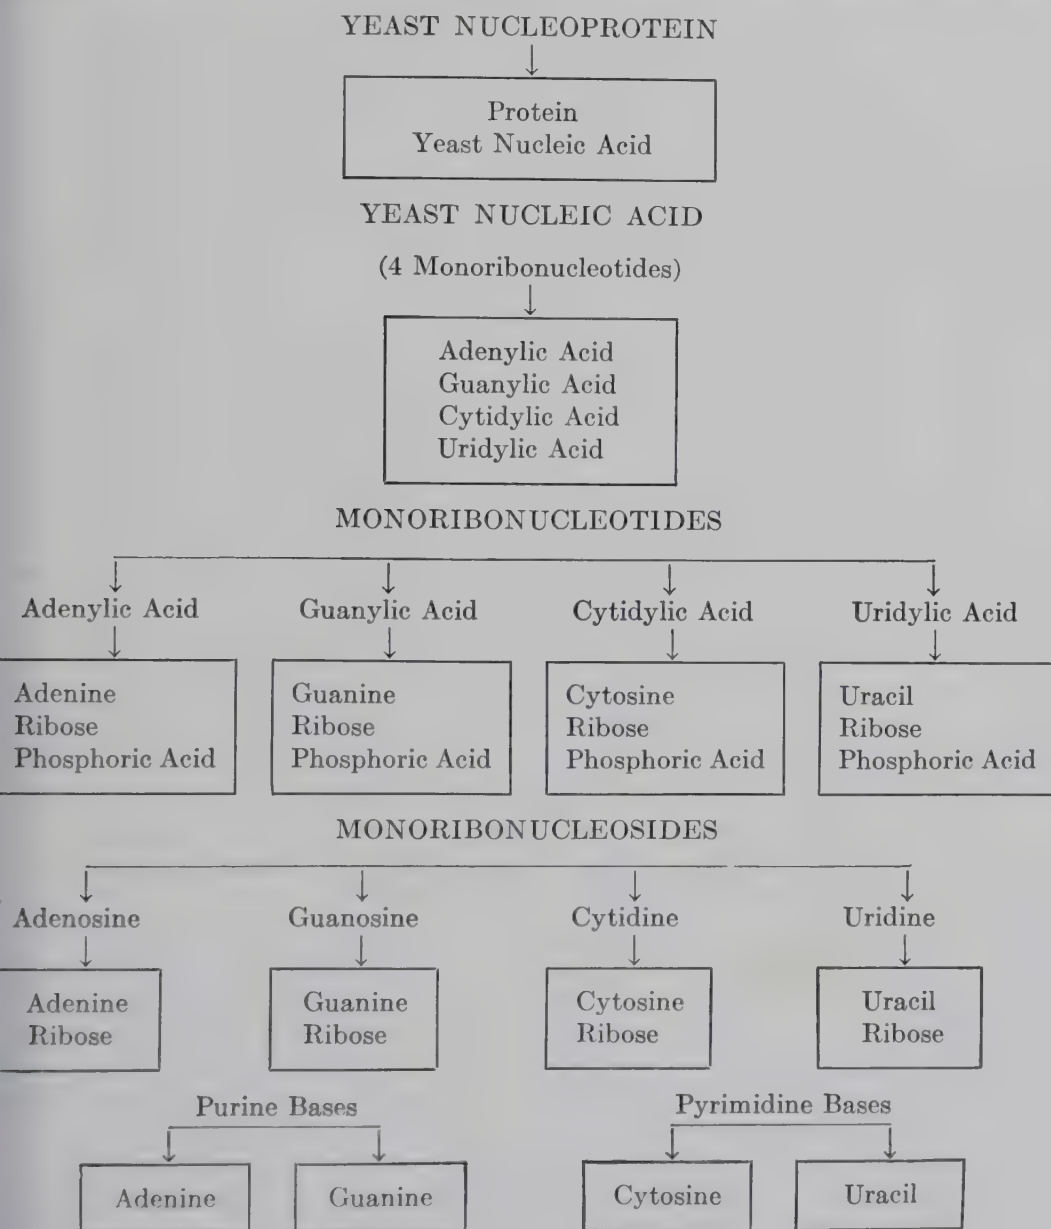 YEAST NUCLEOPROTEIN
Protein
Yeast Nucleic Acid
YEAST NUCLEIC ACID
(4 Monoribonucleotides)
Adenylic Acid
Guanylic Acid
Cytidylic Acid
Uridylic Acid
MONORIBONUCLEOTIDES
Adenylic Acid Guanylic Acid Cytidylic Acid Uridylic Acid
Adenine Guanine Cytosine Uracil
Ribose Ribose Ribose Ribose
Phosphoric Acid Phosphoric Acid Phosphoric Acid Phosphoric Acid
MONORIBONUCLEOSIDES
Adenosine Guanosine Cytidine Uridine
Adenine Guanine Cytosine Uracil
Ribose Ribose Ribose Ribose
Purine Bases Pyrimidine Bases
Adenine Guanine Cytosine Uracil